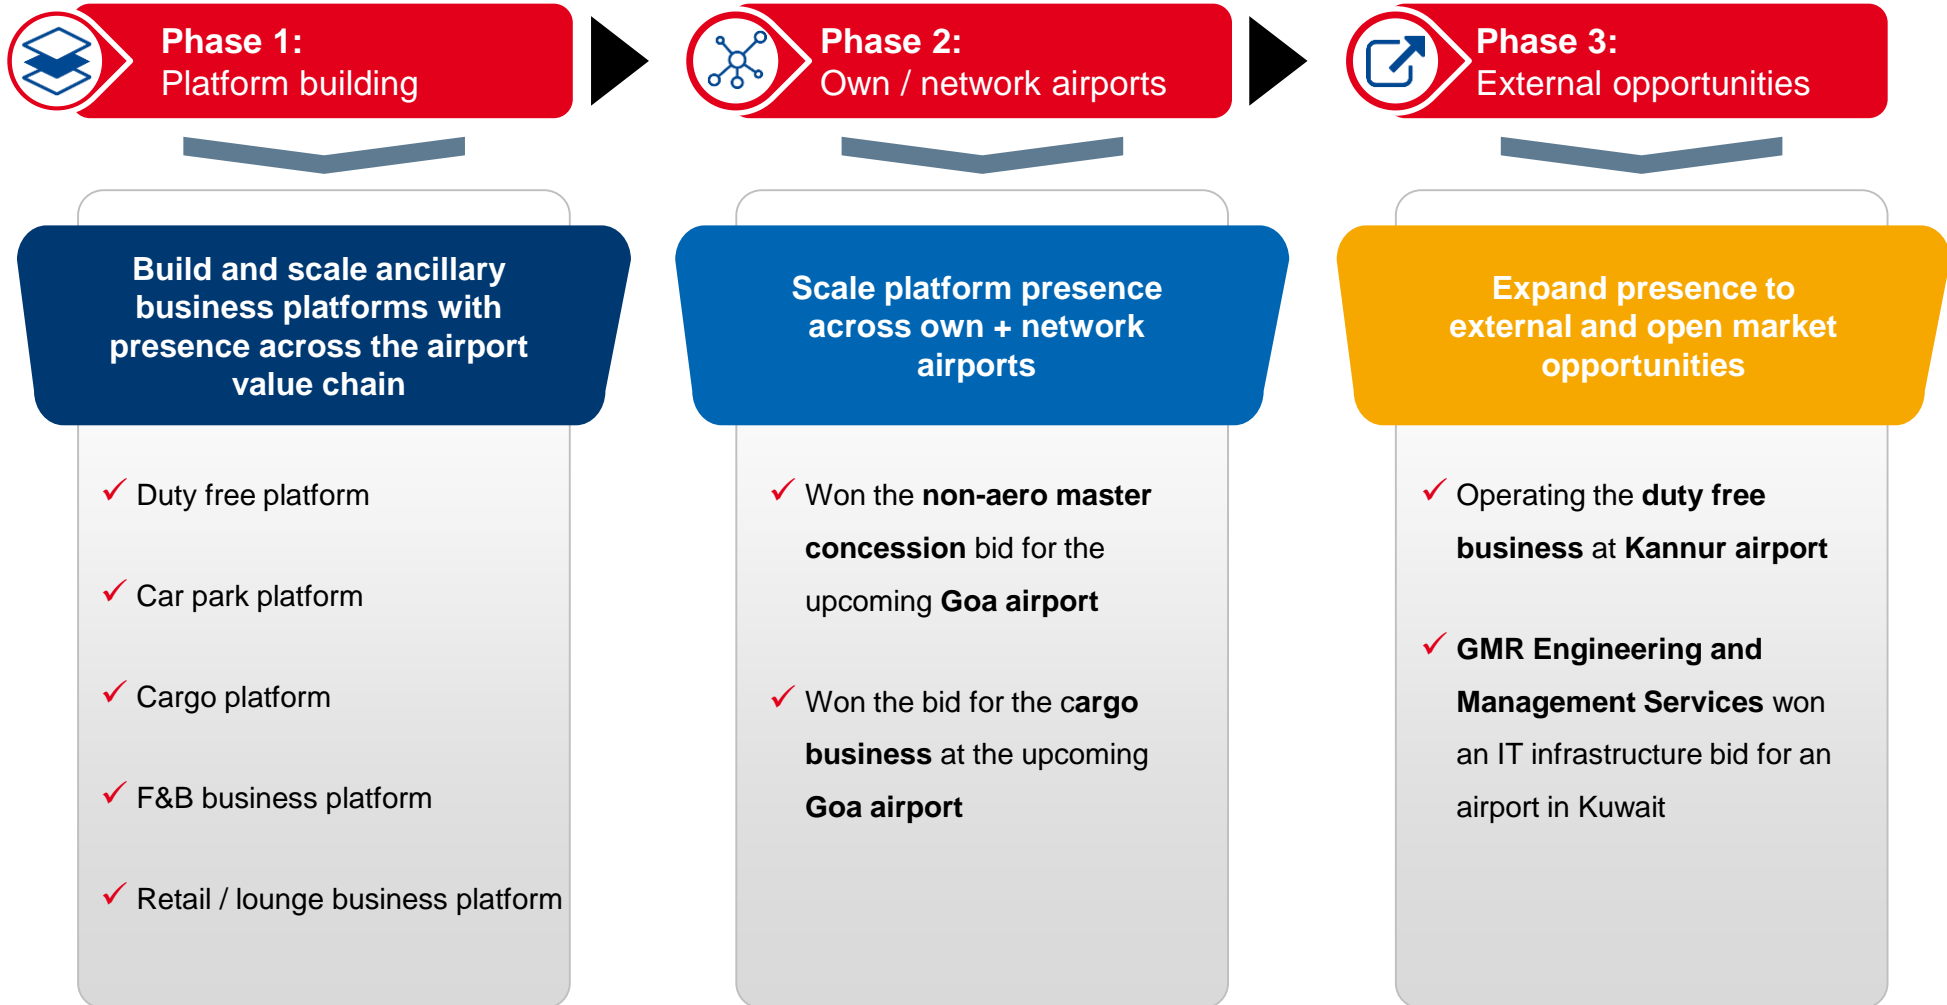 Phase 1:
Platform building
Phase 2:
Own / network airports
Phase 3:
External opportunities
Build and scale ancillary
business platforms with
presence across the airport
value chain
Duty free platform
Car park platform
Cargo platform
F&B business platform
Retail / lounge business platform
Scale platform presence
across own + network
airports
Won the non-aero master
concession bid for the
upcoming Goa airport
Won the bid for the cargo
business at the upcoming
Goa airport
Expand presence to
external and open market
opportunities
Operating the duty free
business at Kannur airport
GMR Engineering and
Management Services won
an IT infrastructure bid for an
airport in Kuwait